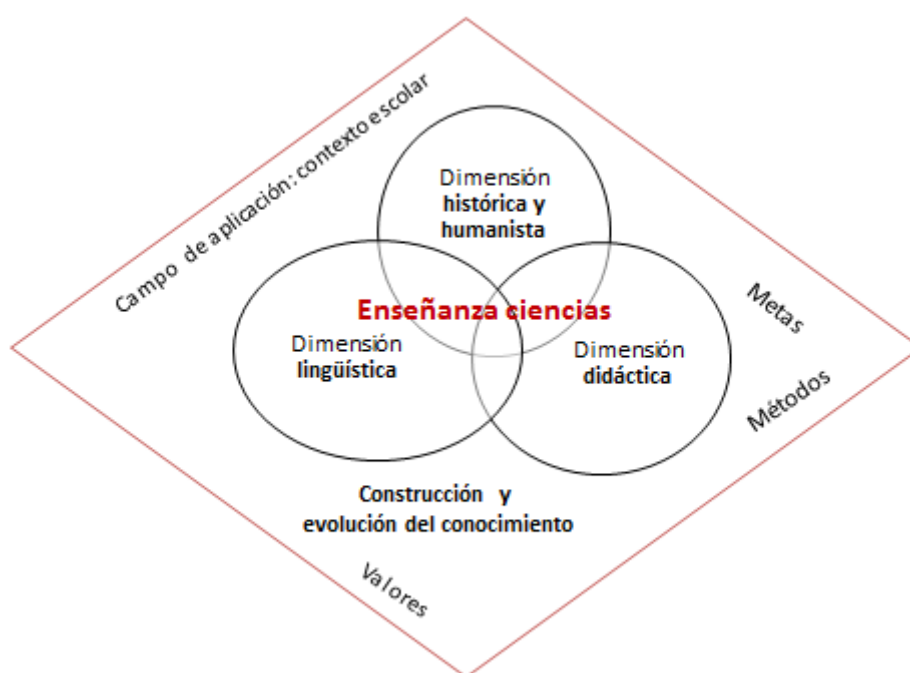 Campo de aplicación: contexto escolar
Dimensión
histórica y
humanista
Metas
Enseñanza ciencias
Dimensión
lingüística
Dimensión
didáctica
Métodos
Construcción y
evolución del conocimiento
Valores